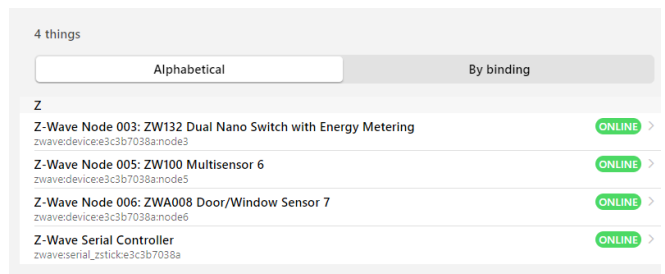 4 things
Alphabetical By binding
Z
Z-Wave Node 003: ZW132 Dual Nano Switch with Energy Metering ONLINE
zwave:device:e3c3b7038a:node3
Z-Wave Node 005: ZW100 Multisensor 6 ONLINE
zwave:device:e3c3b7038a:node5
Z-Wave Node 006: ZWA008 Door/Window Sensor 7 ONLINE
zwave:device:e3c3b7038a:node6
Z-Wave Serial Controller ONLINE
zwave:serial_zstick:e3c3b7038a